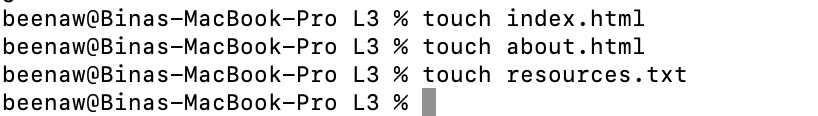 beenaw@Binas-MacBook-Pro L3 % touch index.html
beenaw@Binas-MacBook-Pro L3 % touch about.html
beenaw@Binas-MacBook-Pro L3 % touch resources.txt
beenaw@Binas-MacBook-Pro L3 %